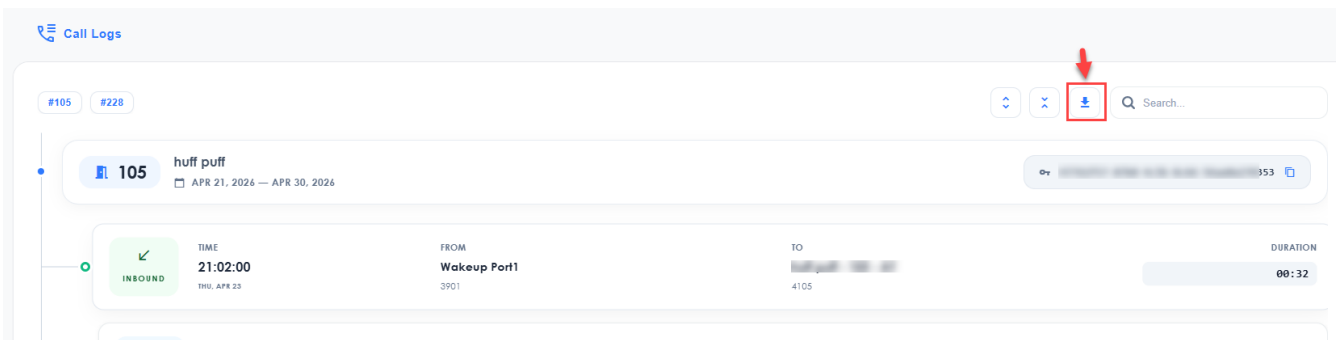 Call Logs
#105 #228 Search...
105 huff puff
APR 21, 2026 — APR 30, 2026
353
INBOUND
TIME
21:02:00
THU, APR 23
FROM
Wakeup Port1
3901
TO
4105
DURATION
00:32